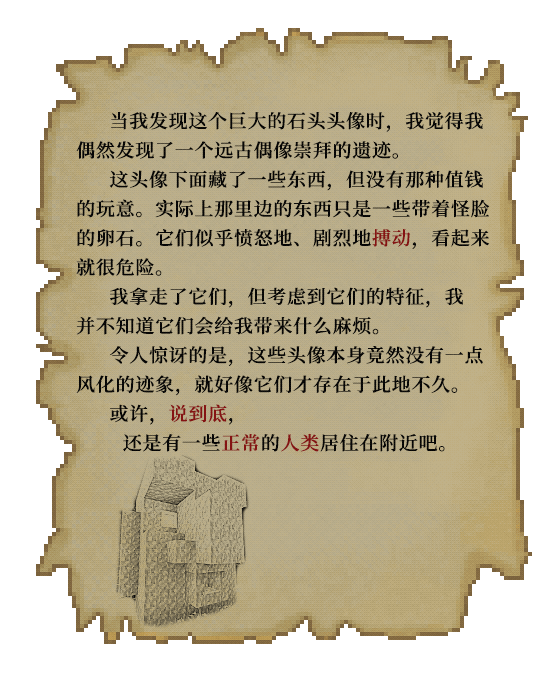 当我发现这个巨大的石头头像时，我觉得我
偶然发现了一个远古偶像崇拜的遗迹。
这头像下面藏了一些东西，但没有那种值钱
的玩意。实际上那里边的东西只是一些带着怪脸
的卵石。它们似乎愤怒地、剧烈地搏动，看起来
就很危险。
我拿走了它们，但考虑到它们的特征，我
并不知道它们会给我带来什么麻烦。
令人惊讶的是，这些头像本身竟然没有一点
风化的迹象，就好像它们才存在于此地不久。
或许，说到底，
还是有一些正常的人类居住在附近吧。